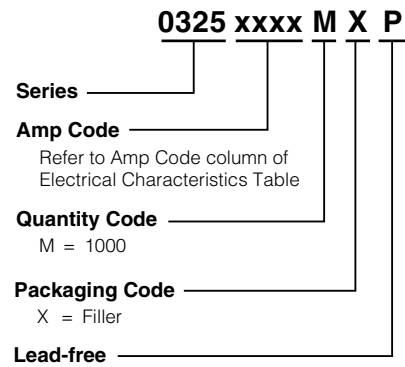 0325 xxxx M X P
Series
Amp Code
Refer to Amp Code column of
Electrical Characteristics Table
Quantity Code
M = 1000
Packaging Code
X = Filler
Lead-free